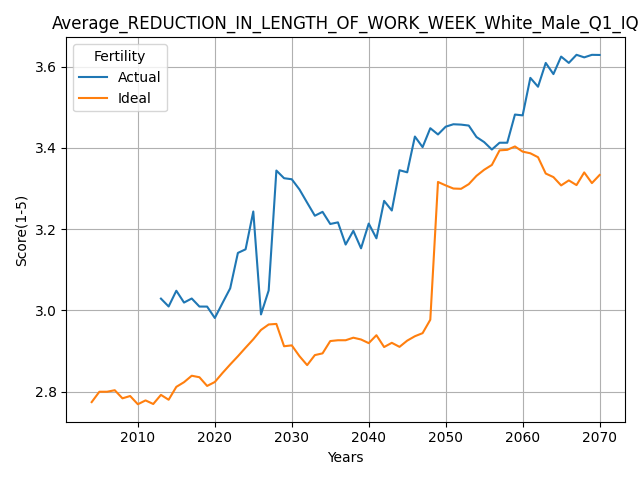 Average_REDUCTION_IN_LENGTH_OF_WORK_WEEK_White_Male_Q1_IQ
Fertility
Actual
Ideal
3.6
3.4
3.2
3.0
2.8
Score(1-5)
2010 2020 2030 2040 2050 2060 2070
Years